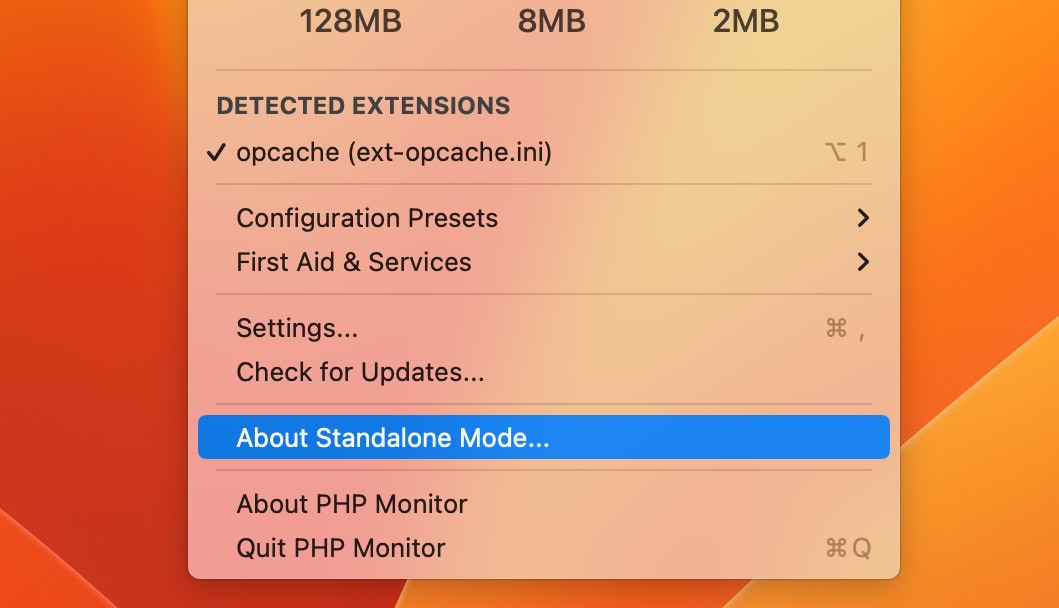 128MB 8MB 2MB
DETECTED EXTENSIONS
✓ opcache (ext-opcache.ini) ⌥ 1
Configuration Presets
First Aid & Services
Settings... ⌘ ,
Check for Updates...
About Standalone Mode...
About PHP Monitor
Quit PHP Monitor ⌘ Q